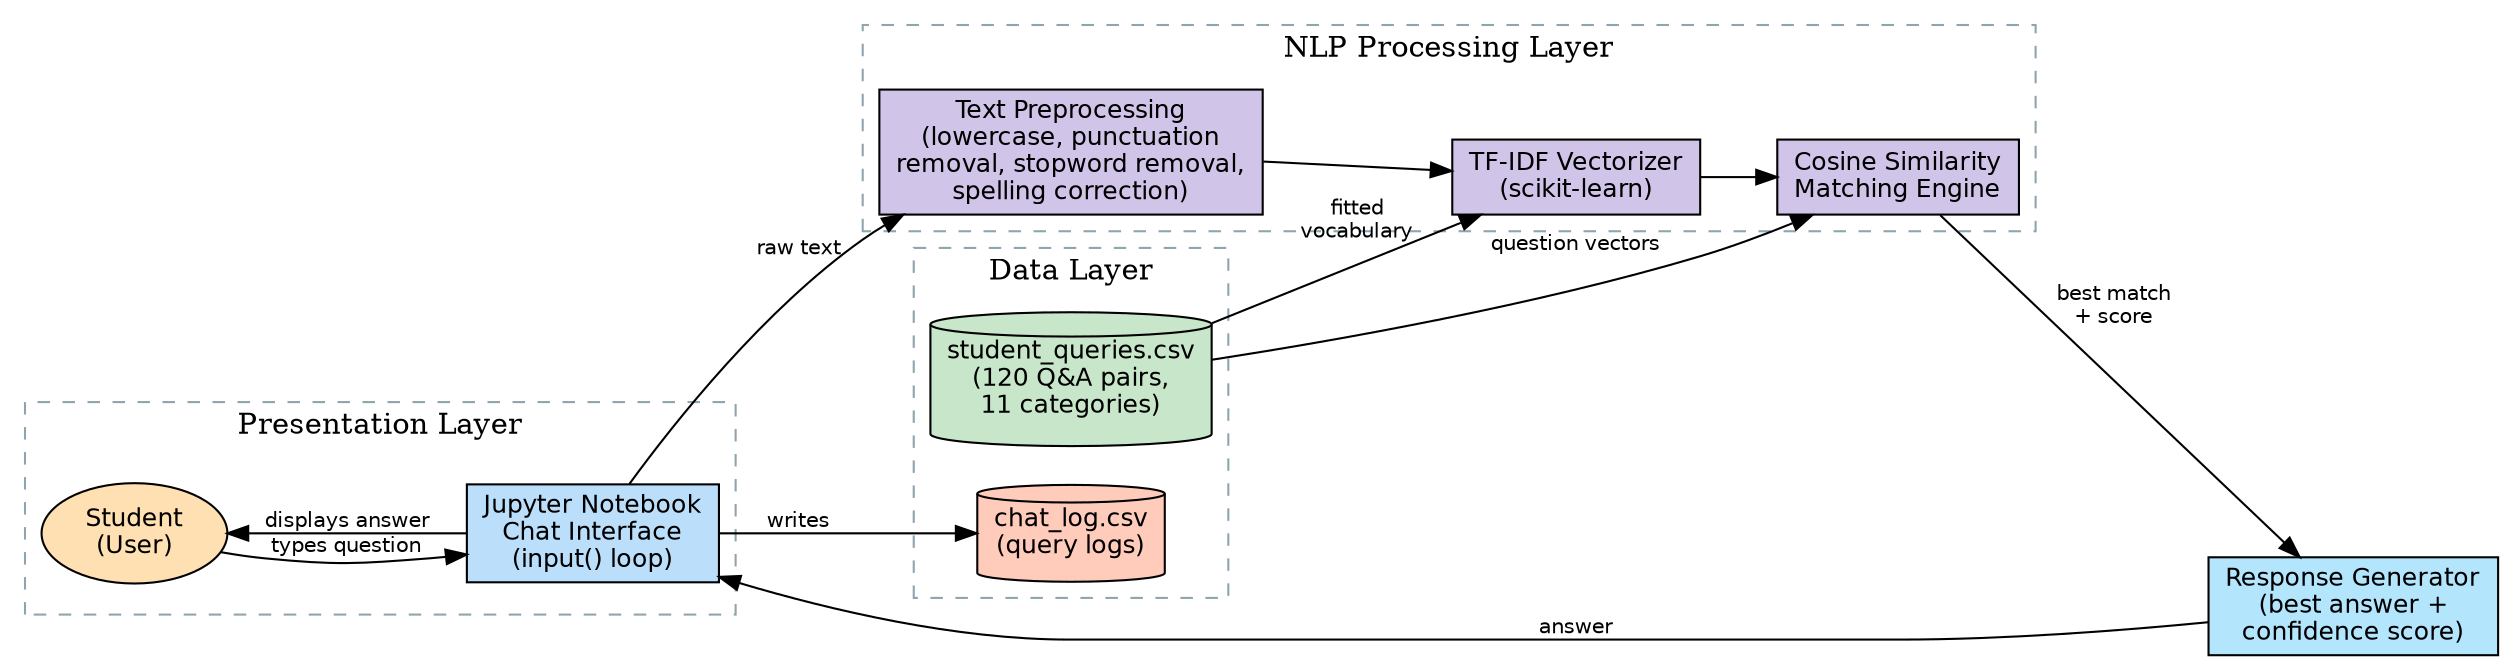 NLP Processing Layer
Text Preprocessing
(lowercase, punctuation
removal, stopword removal,
spelling correction)
TF-IDF Vectorizer
(scikit-learn)
Cosine Similarity
Matching Engine
fitted
vocabulary
question vectors
raw text
Data Layer
student_queries.csv
(120 Q&A pairs,
11 categories)
best match
+ score
Presentation Layer
Student
(User)
displays answer
types question
Jupyter Notebook
Chat Interface
(input() loop)
writes
chat_log.csv
(query logs)
Response Generator
(best answer +
confidence score)
answer